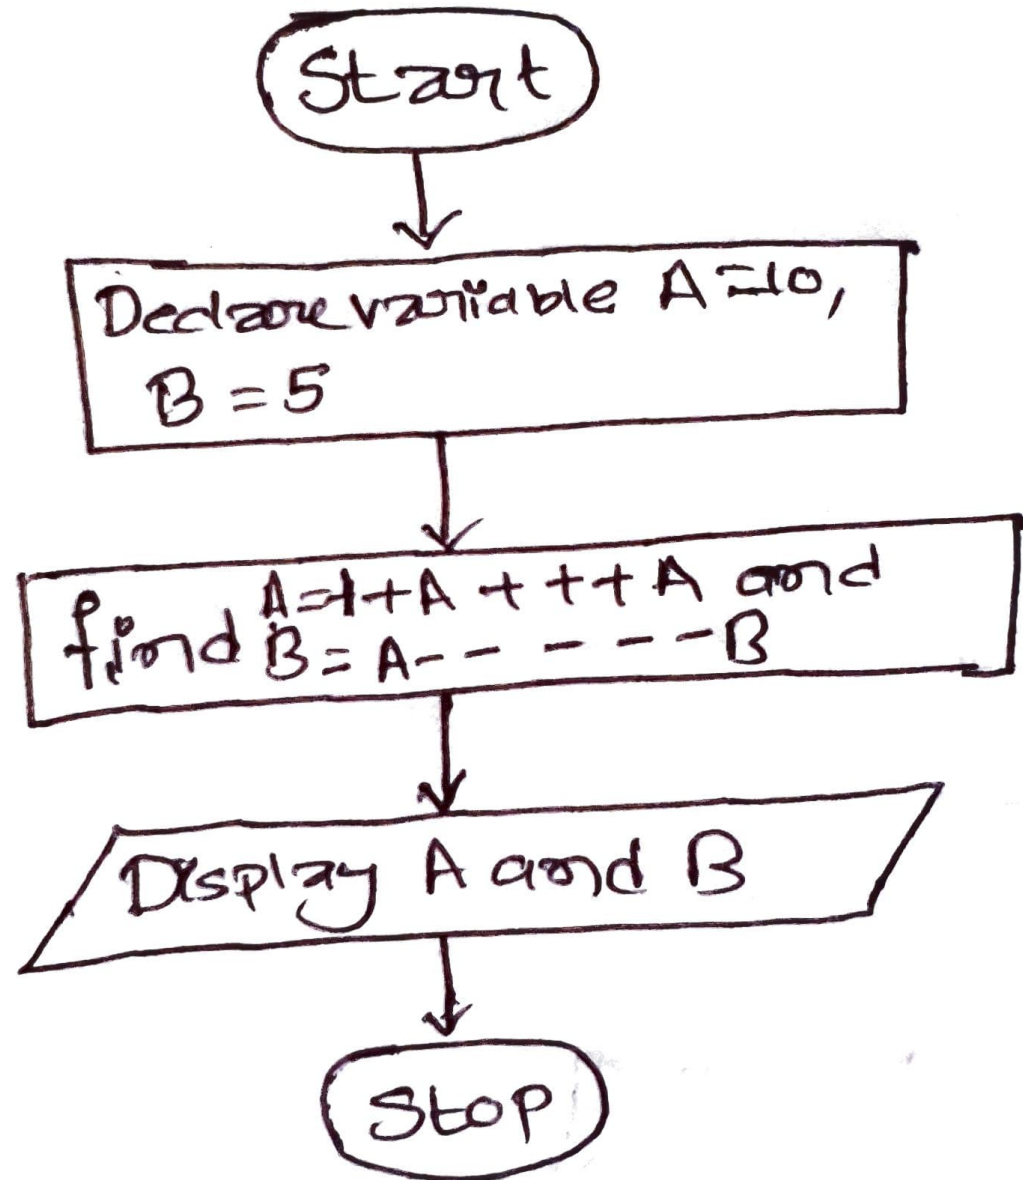 Start
Declare variable A=10,
B = 5
find A=++A + ++A and
B = A-- - --B
Display A and B
Stop